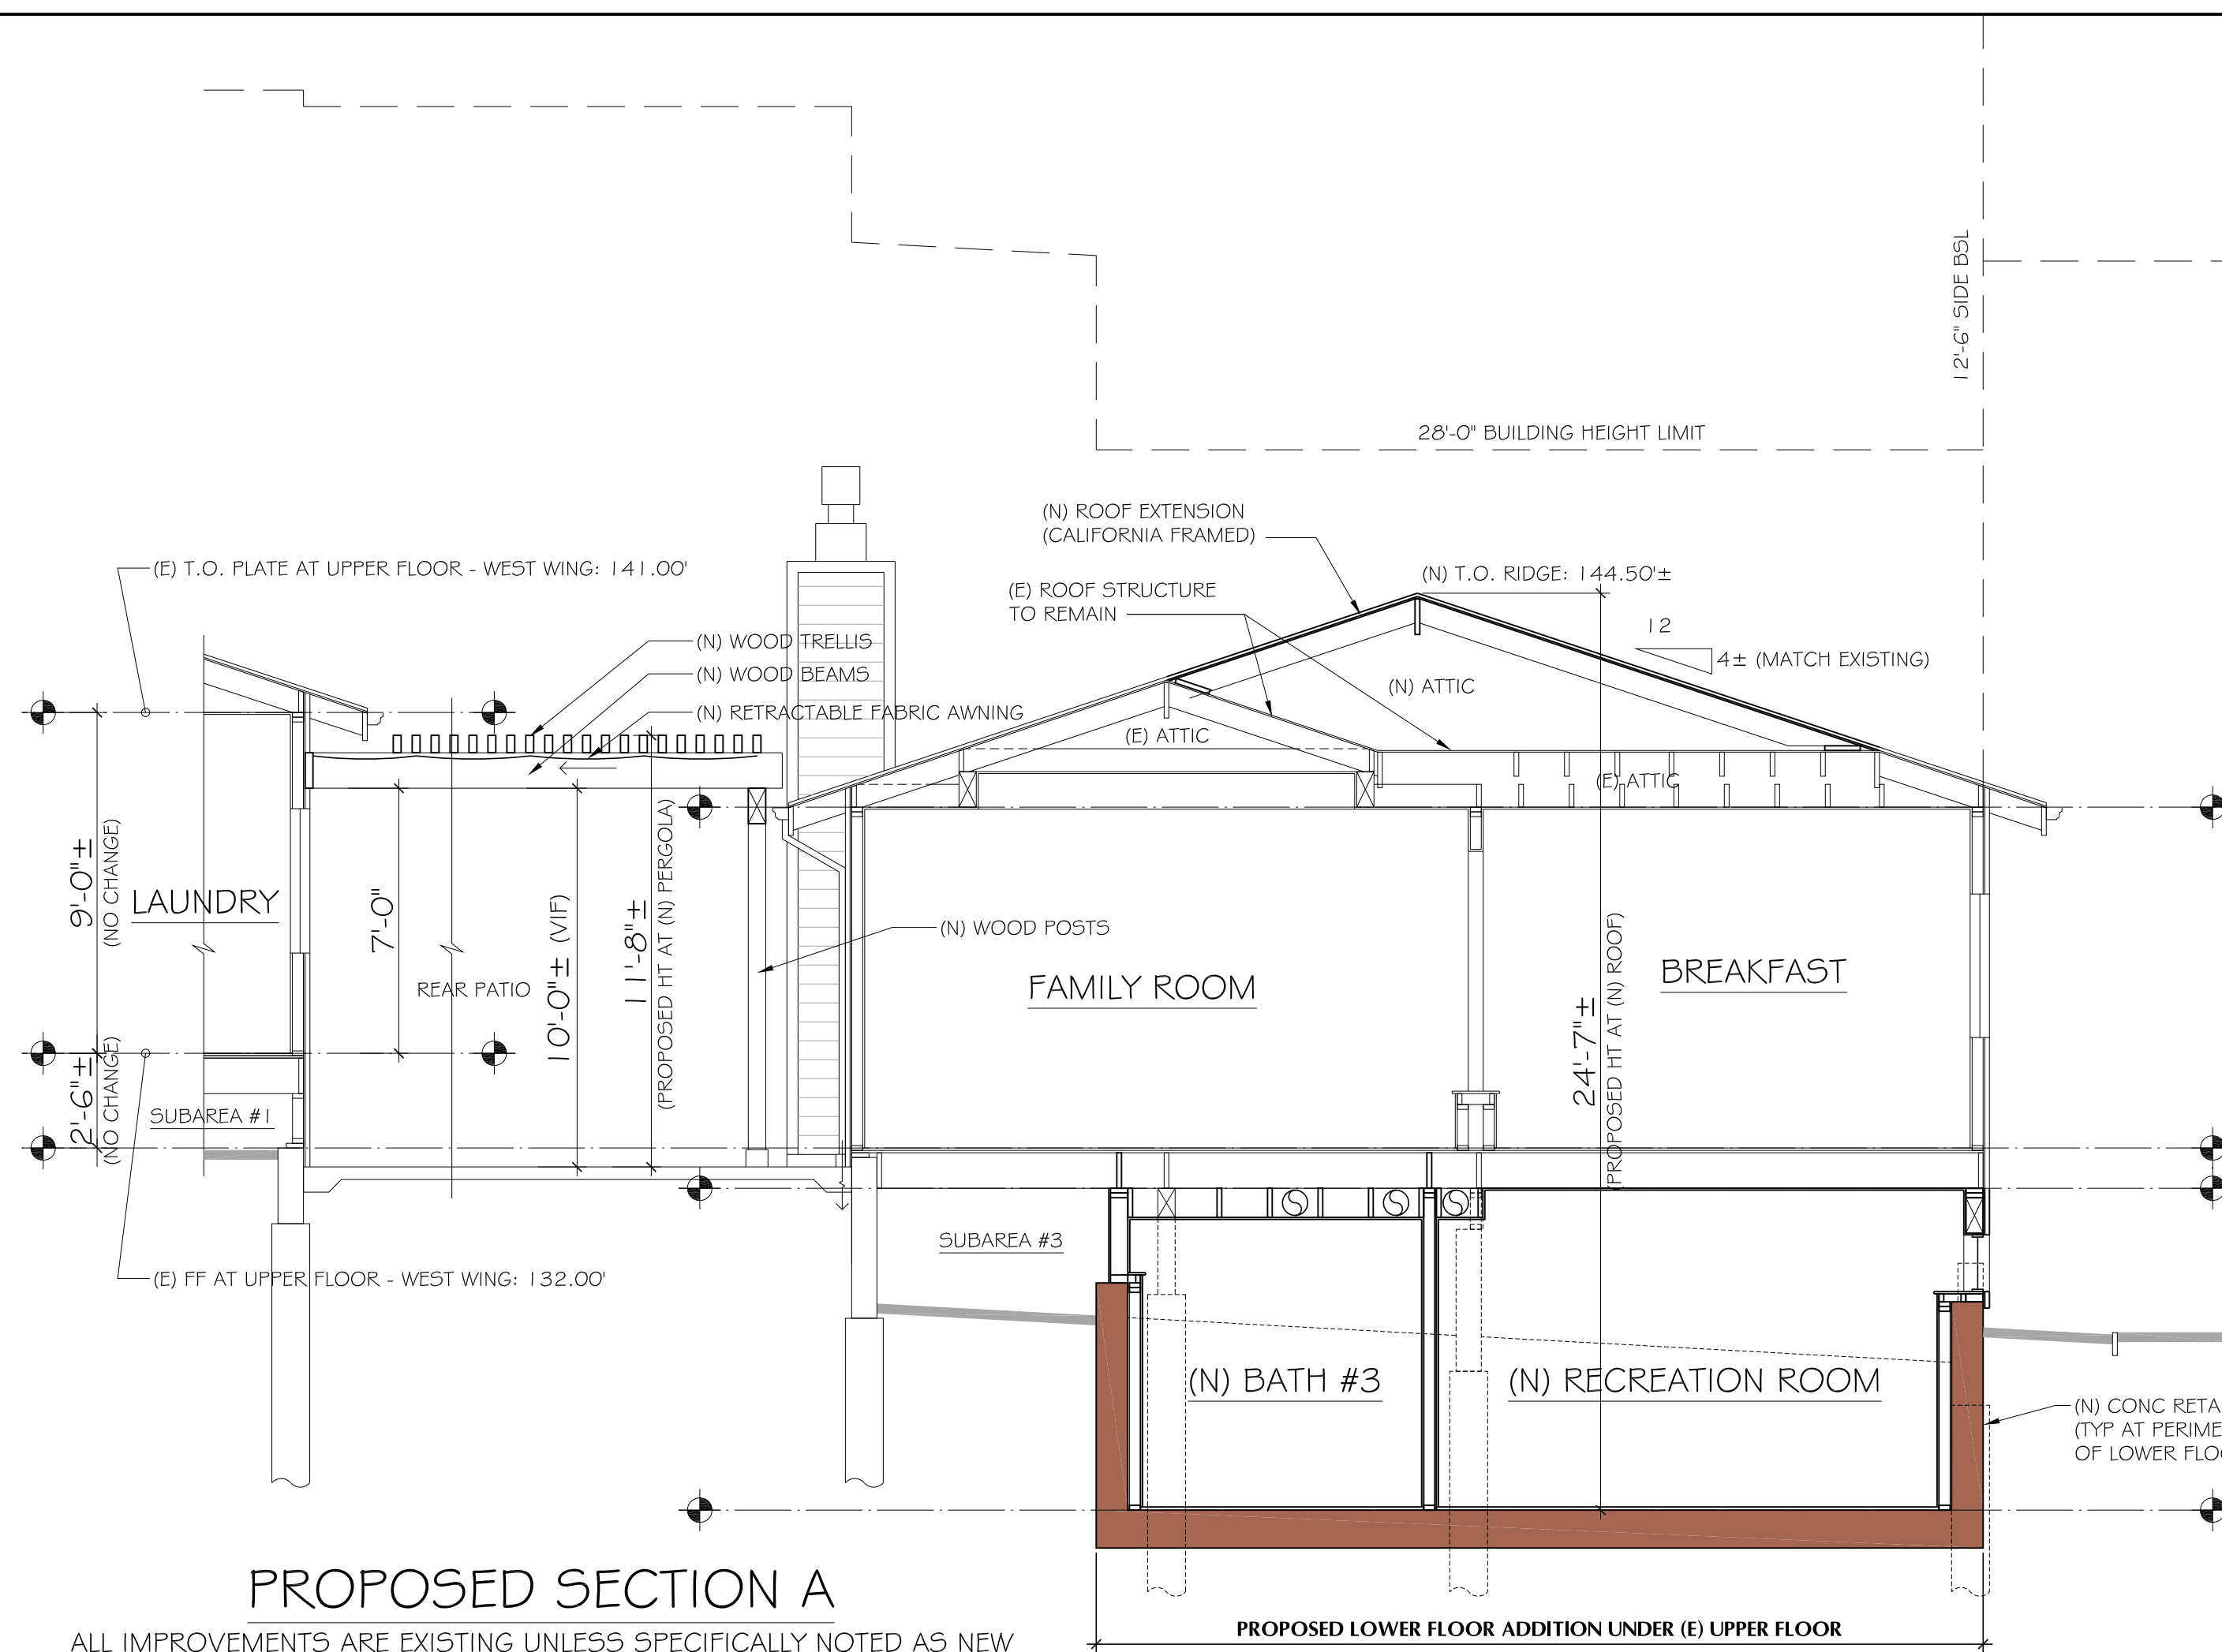 12'-6" SIDE BSL
28'-0" BUILDING HEIGHT LIMIT
(N) ROOF EXTENSION
(CALIFORNIA FRAMED)
(E) T.O. PLATE AT UPPER FLOOR - WEST WING: 141.00'
(N) T.O. RIDGE: 144.50'±
(E) ROOF STRUCTURE
TO REMAIN
12
4± (MATCH EXISTING)
(N) WOOD TRELLIS
(N) WOOD BEAMS
(N) RETRACTABLE FABRIC AWNING
(N) ATTIC
(E) ATTIC
(E) ATTIC
9'-0"±
(NO CHANGE)
LAUNDRY
7'-0"
REAR PATIO
10'-0"± (VIF)
11'-8"±
(PROPOSED HT AT (N) PERGOLA)
(N) WOOD POSTS
FAMILY ROOM
BREAKFAST
24'-7"±
(PROPOSED HT AT (N) ROOF)
2'-6"±
(NO CHANGE)
SUBAREA #1
SUBAREA #3
(E) FF AT UPPER FLOOR - WEST WING: 132.00'
(N) BATH #3
(N) RECREATION ROOM
(N) CONC RETA
(TYP AT PERIME
OF LOWER FLOO
PROPOSED SECTION A
ALL IMPROVEMENTS ARE EXISTING UNLESS SPECIFICALLY NOTED AS NEW
PROPOSED LOWER FLOOR ADDITION UNDER (E) UPPER FLOOR